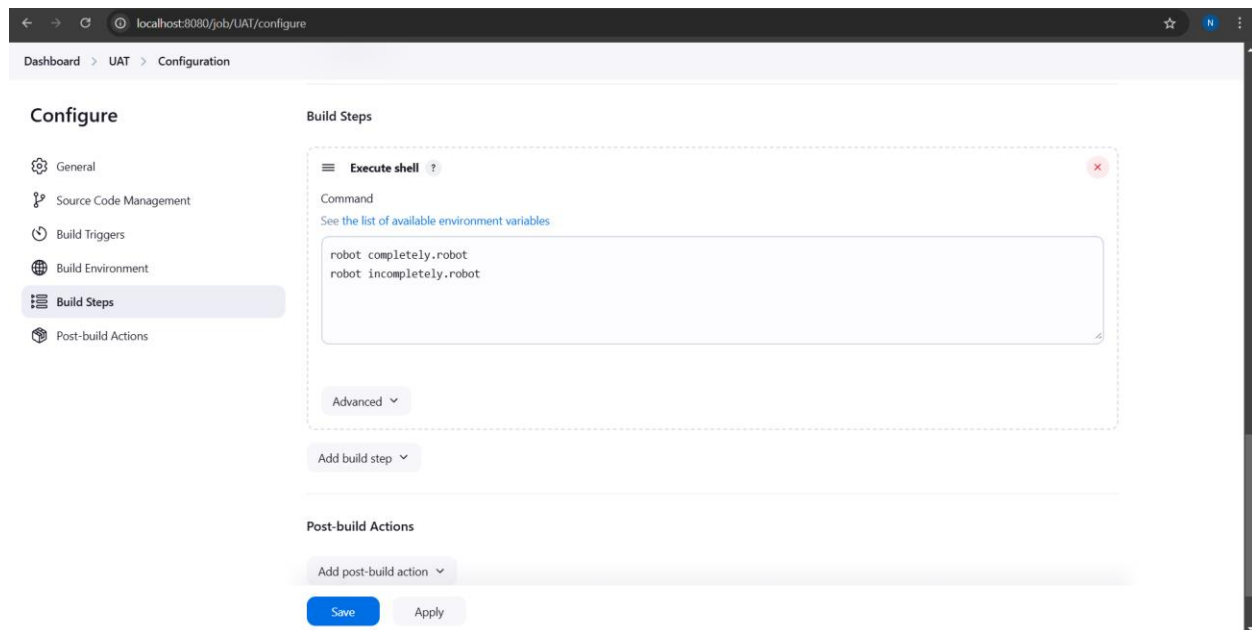 localhost:8080/job/UAT/configure
N
Dashboard > UAT > Configuration
Configure
General
Source Code Management
Build Triggers
Build Environment
Build Steps
Post-build Actions
Build Steps
Execute shell ?
Command
See the list of available environment variables
robot completely.robot
robot incompletely.robot
Advanced
Add build step
Post-build Actions
Add post-build action
Save Apply